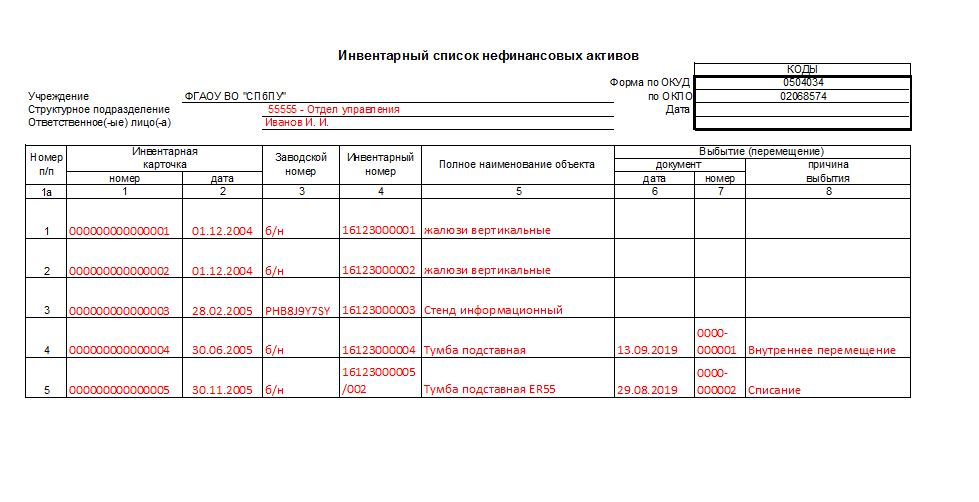 Инвентарный список нефинансовых активов
КОДЫ
Форма по ОКУД 0504034
Учреждение ФГАОУ ВО "СПбПУ" по ОКПО 02068574
Структурное подразделение 55555 - Отдел управления Дата
Ответственное(-ые) лицо(-а) Иванов И. И.
Номер п/п Инвентарная карточка Заводской номер Инвентарный номер Полное наименование объекта Выбытие (перемещение)
документ причина выбытия
номер дата дата номер
1а 1 2 3 4 5 6 7 8
1 000000000000001 01.12.2004 б/н 16123000001 жалюзи вертикальные
2 000000000000002 01.12.2004 б/н 16123000002 жалюзи вертикальные
3 000000000000003 28.02.2005 PHB8J9Y7SY 16123000003 Стенд информационный
4 000000000000004 30.06.2005 б/н 16123000004 Тумба подставная 13.09.2019 0000-000001 Внутреннее перемещение
5 000000000000005 30.11.2005 б/н 16123000005/002 Тумба подставная ER55 29.08.2019 0000-000002 Списание